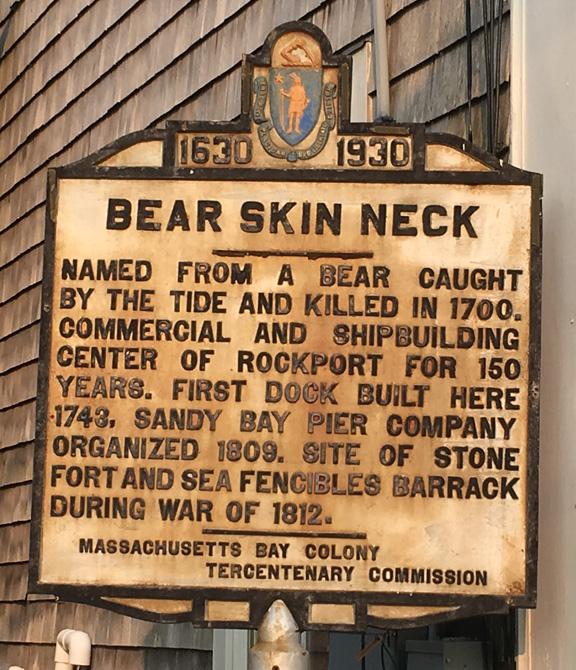 1630 1930
BEAR SKIN NECK
NAMED FROM A BEAR CAUGHT
BY THE TIDE AND KILLED IN 1700.
COMMERCIAL AND SHIPBUILDING
CENTER OF ROCKPORT FOR 150
YEARS. FIRST DOCK BUILT HERE
1743, SANDY BAY PIER COMPANY
ORGANIZED 1809. SITE OF STONE
FORT AND SEA FENCIBLES BARRACK
DURING WAR OF 1812.
MASSACHUSETTS BAY COLONY
TERCENTENARY COMMISSION